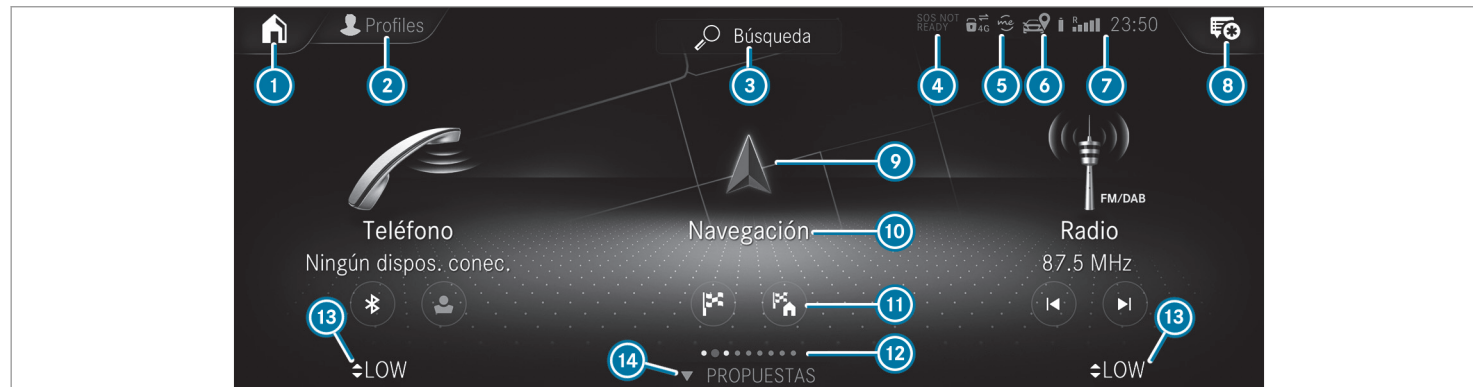 Profiles
Búsqueda
SOS NOT
READY
4G
me
R
23:50
1
2
3
4
5
6
7
8
9
FM/DAB
Teléfono
Navegación
10
Radio
Ningún dispos. conec.
87.5 MHz
11
13
13
12
14
LOW
PROPUESTAS
LOW